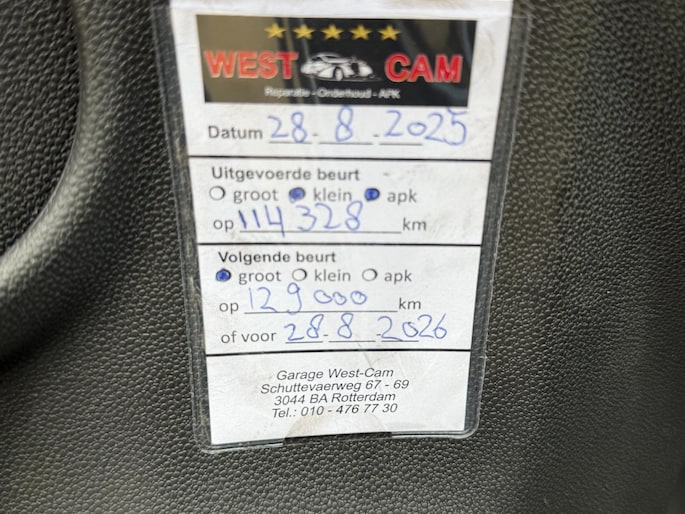 WEST CAM
Reparatie - Onderhoud - APK
Datum 28-8-2025
Uitgevoerde beurt
groot klein apk
op 114 328 km
Volgende beurt
groot klein apk
op 129000 km
of voor 28-8-2026
Garage West-Cam
Schuttevaerweg 67 - 69
3044 BA Rotterdam
Tel.: 010 - 476 77 30